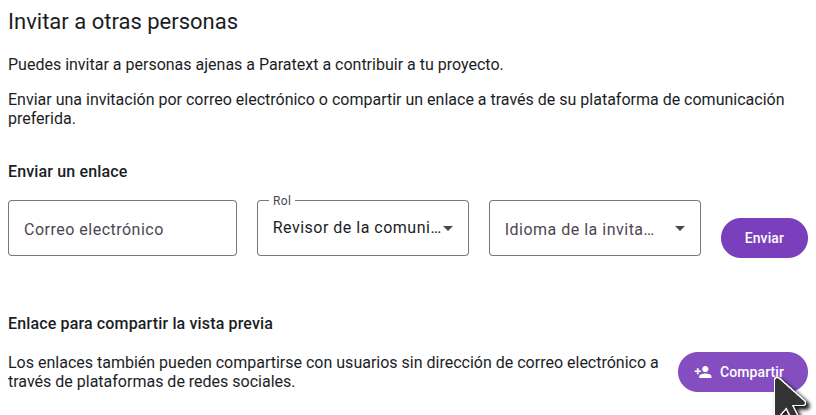 Invitar a otras personas
Puedes invitar a personas ajenas a Paratext a contribuir a tu proyecto.
Enviar una invitación por correo electrónico o compartir un enlace a través de su plataforma de comunicación
preferida.
Enviar un enlace
Correo electrónico
Rol
Revisor de la comuni...
Idioma de la invita...
Enviar
Enlace para compartir la vista previa
Los enlaces también pueden compartirse con usuarios sin dirección de correo electrónico a
través de plataformas de redes sociales.
Compartir